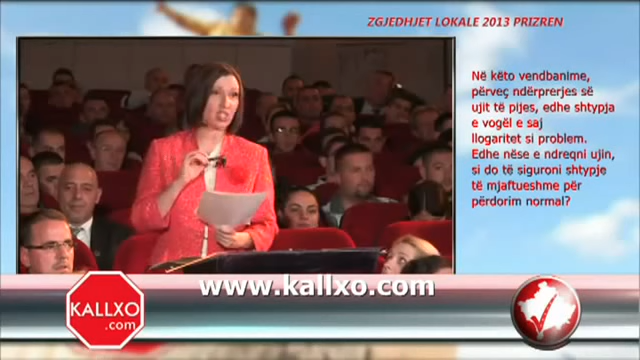 ZGJEDHJET LOKALE 2013 PRIZREN
Në këto vendbanime,
përveç ndërprerjes së
ujit të pijes, edhe shtypja
e vogël e saj
llogaritet si problem.
Edhe nëse e ndreqni ujin,
si do të siguroni shtypje
të mjaftueshme për
përdorim normal?
www.kallxo.com
KALLXO
.com